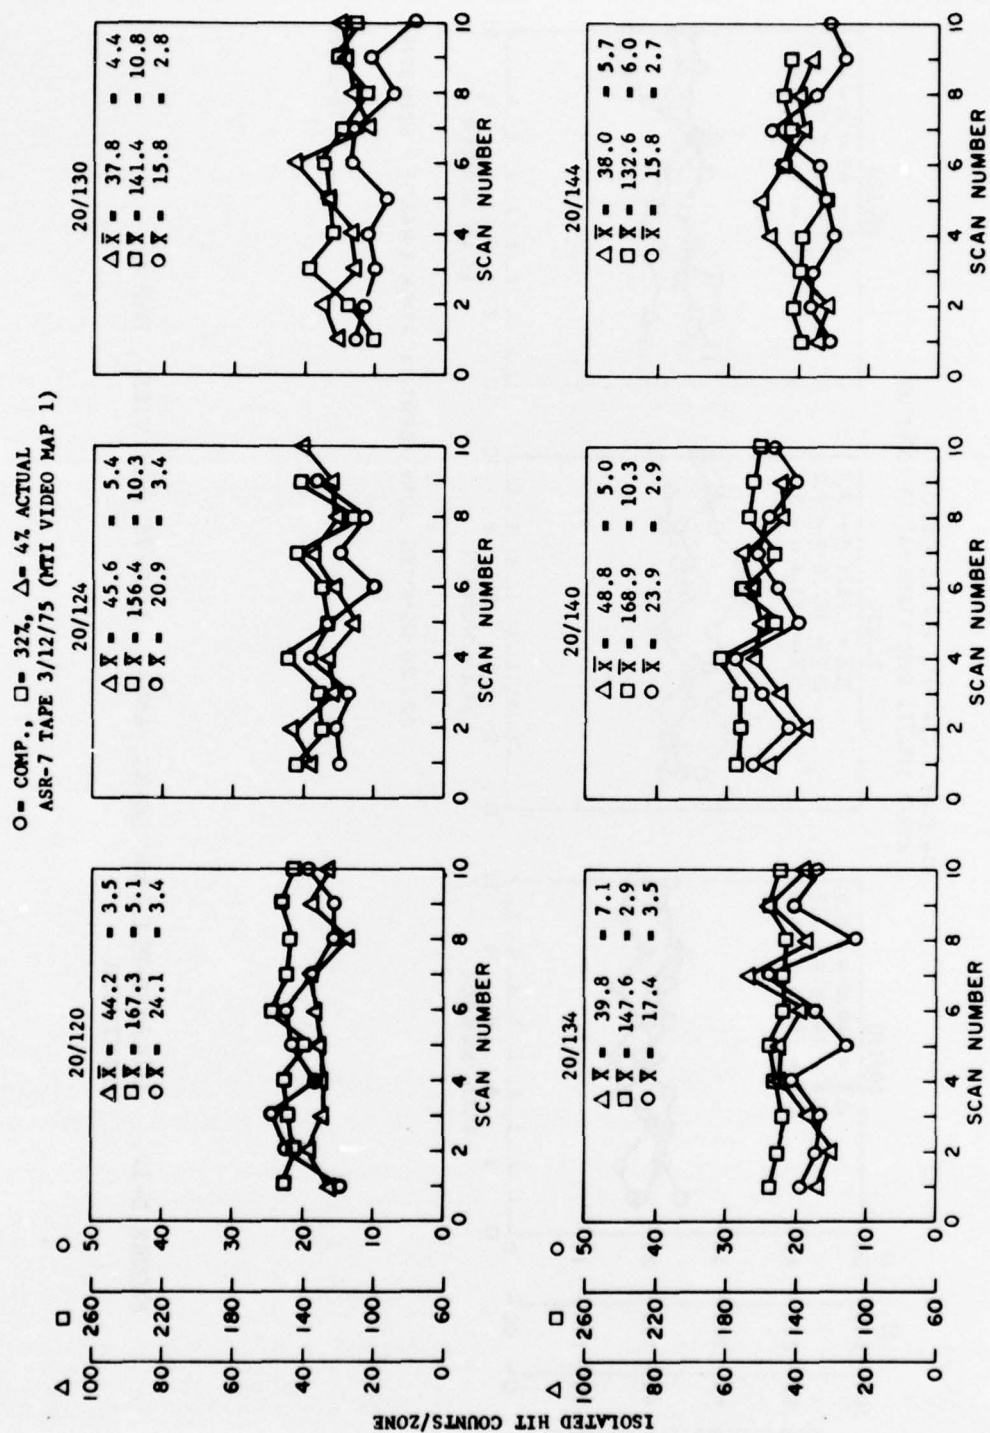 O = COMP., □ = 32%, △ = 4% ACTUAL
ASR-7 TAPE 3/12/75 (MTI VIDEO MAP 1)
ISOLATED HIT COUNTS/ZONE
△ □ O
100 260 50
80 220 40
60 180 30
40 140 20
20 100 10
0 0 0
20/120
△ X̄ = 44.2 = 3.5
□ X̄ = 167.3 = 5.1
O X̄ = 24.1 = 3.4
0 2 4 6 8 10
SCAN NUMBER
20/124
△ X̄ = 45.6 = 5.4
□ X̄ = 156.4 = 10.3
O X̄ = 20.9 = 3.4
0 2 4 6 8 10
SCAN NUMBER
20/130
△ X̄ = 37.8 = 4.4
□ X̄ = 141.4 = 10.8
O X̄ = 15.8 = 2.8
0 2 4 6 8 10
SCAN NUMBER
△ □ O
100 260 50
80 220 40
60 180 30
40 140 20
20 100 10
0 0 0
20/134
△ X̄ = 39.8 = 7.1
□ X̄ = 147.6 = 2.9
O X̄ = 17.4 = 3.5
0 2 4 6 8 10
SCAN NUMBER
20/140
△ X̄ = 48.8 = 5.0
□ X̄ = 168.9 = 10.3
O X̄ = 23.9 = 2.9
0 2 4 6 8 10
SCAN NUMBER
20/144
△ X̄ = 38.0 = 5.7
□ X̄ = 132.6 = 6.0
O X̄ = 15.8 = 2.7
0 2 4 6 8 10
SCAN NUMBER